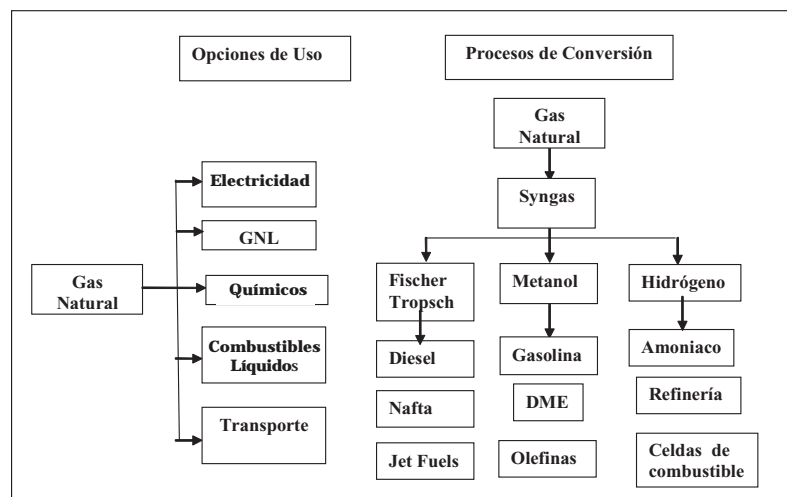 Opciones de Uso
Procesos de Conversión
Gas
Natural
Electricidad
GNL
Químicos
Combustibles
Líquidos
Transporte
Gas
Natural
Syngas
Fischer
Tropsch
Diesel
Nafta
Jet Fuels
Metanol
Gasolina
DME
Olefinas
Hidrógeno
Amoniaco
Refinería
Celdas de
combustible